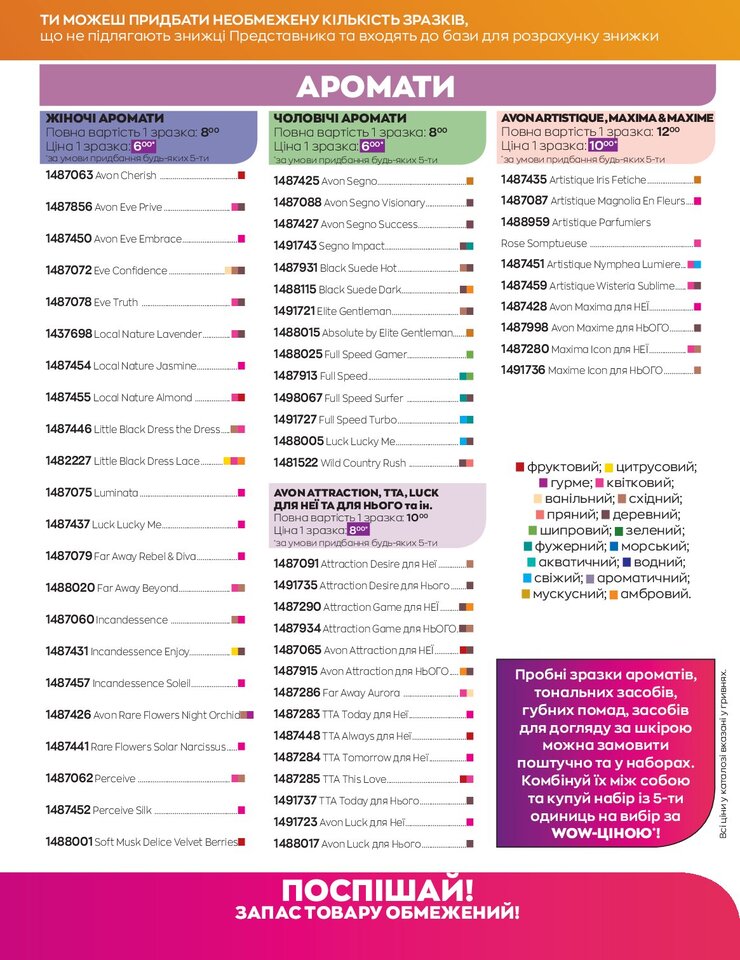 ТИ МОЖЕШ ПРИДБАТИ НЕОБМЕЖЕНУ КІЛЬКІСТЬ ЗРАЗКІВ,
що не підлягають знижці Представника та входять до бази для розрахунку знижки
АРОМАТИ
ЖІНОЧІ АРОМАТИ
Повна вартість 1 зразка: 8⁰⁰
Ціна 1 зразка: 6⁰⁰*
*за умови придбання будь-яких 5-ти
1487063 Avon Cherish
1487856 Avon Eve Prive
1487450 Avon Eve Embrace
1487072 Eve Confidence
1487078 Eve Truth
1437698 Local Nature Lavender
1487454 Local Nature Jasmine
1487455 Local Nature Almond
1487446 Little Black Dress the Dress
1482227 Little Black Dress Lace
1487075 Luminata
1487437 Luck Lucky Me
1487079 Far Away Rebel & Diva
1488020 Far Away Beyond
1487060 Incandessence
1487431 Incandessence Enjoy
1487457 Incandessence Soleil
1487426 Avon Rare Flowers Night Orchid
1487441 Rare Flowers Solar Narcissus
1487062 Perceive
1487452 Perceive Silk
1488001 Soft Musk Delice Velvet Berries
ЧОЛОВІЧІ АРОМАТИ
Повна вартість 1 зразка: 8⁰⁰
Ціна 1 зразка: 6⁰⁰*
*за умови придбання будь-яких 5-ти
1487425 Avon Segno
1487088 Avon Segno Visionary
1487427 Avon Segno Success
1491743 Segno Impact
1487931 Black Suede Hot
1488115 Black Suede Dark
1491721 Elite Gentleman
1488015 Absolute by Elite Gentleman
1488025 Full Speed Gamer
1487913 Full Speed
1498067 Full Speed Surfer
1491727 Full Speed Turbo
1488005 Luck Lucky Me
1481522 Wild Country Rush
AVON ATTRACTION, TTA, LUCK
ДЛЯ НЕЇ ТА ДЛЯ НЬОГО та ін.
Повна вартість 1 зразка: 10⁰⁰
Ціна 1 зразка: 8⁰⁰*
*за умови придбання будь-яких 5-ти
1487091 Attraction Desire для Неї
1491735 Attraction Desire для Нього
1487290 Attraction Game для НЕЇ
1487934 Attraction Game для НЬОГО
1487065 Avon Attraction для НЕЇ
1487915 Avon Attraction для НЬОГО
1487286 Far Away Aurora
1487283 TTA Today для Неї
1487448 TTA Always для Неї
1487284 TTA Tomorrow для Неї
1487285 TTA This Love
1491737 TTA Today для Нього
1491723 Avon Luck для Неї
1488017 Avon Luck для Нього
AVON ARTISTIQUE, MAXIMA & MAXIME
Повна вартість 1 зразка: 12⁰⁰
Ціна 1 зразка: 10⁰⁰*
*за умови придбання будь-яких 5-ти
1487435 Artistique Iris Fetiche
1487087 Artistique Magnolia En Fleurs
1488959 Artistique Parfumiers
Rose Somptueuse
1487451 Artistique Nymphea Lumiere
1487459 Artistique Wisteria Sublime
1487428 Avon Maxima для НЕЇ
1487998 Avon Maxime для НЬОГО
1487280 Maxima Icon для НЕЇ
1491736 Maxime Icon для НЬОГО
фруктовий; цитрусовий;
гурме; квітковий;
ванільний; східний;
пряний; деревний;
шипровий; зелений;
фужерний; морський;
акватичний; водний;
свіжий; ароматичний;
мускусний; амбровий.
Пробні зразки ароматів,
тональних засобів,
губних помад, засобів
для догляду за шкірою
можна замовити
поштучно та у наборах.
Комбінуй їх між собою
та купуй набір із 5-ти
одиниць на вибір за
WOW-ЦІНОЮ*!
Всі ціни у каталозі вказані у гривнях.
ПОСПІШАЙ!
ЗАПАС ТОВАРУ ОБМЕЖЕНИЙ!